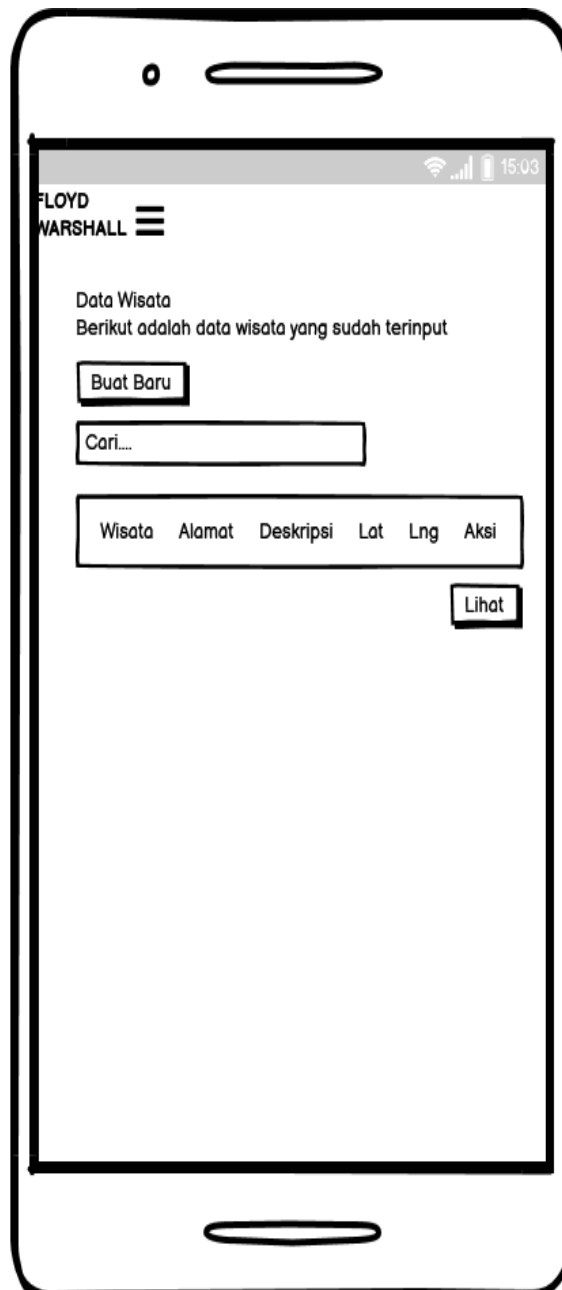 15:03
FLOYD
WARSHALL
Data Wisata
Berikut adalah data wisata yang sudah terinput
Buat Baru
Cari....
Wisata Alamat Deskripsi Lat Lng Aksi
Lihat